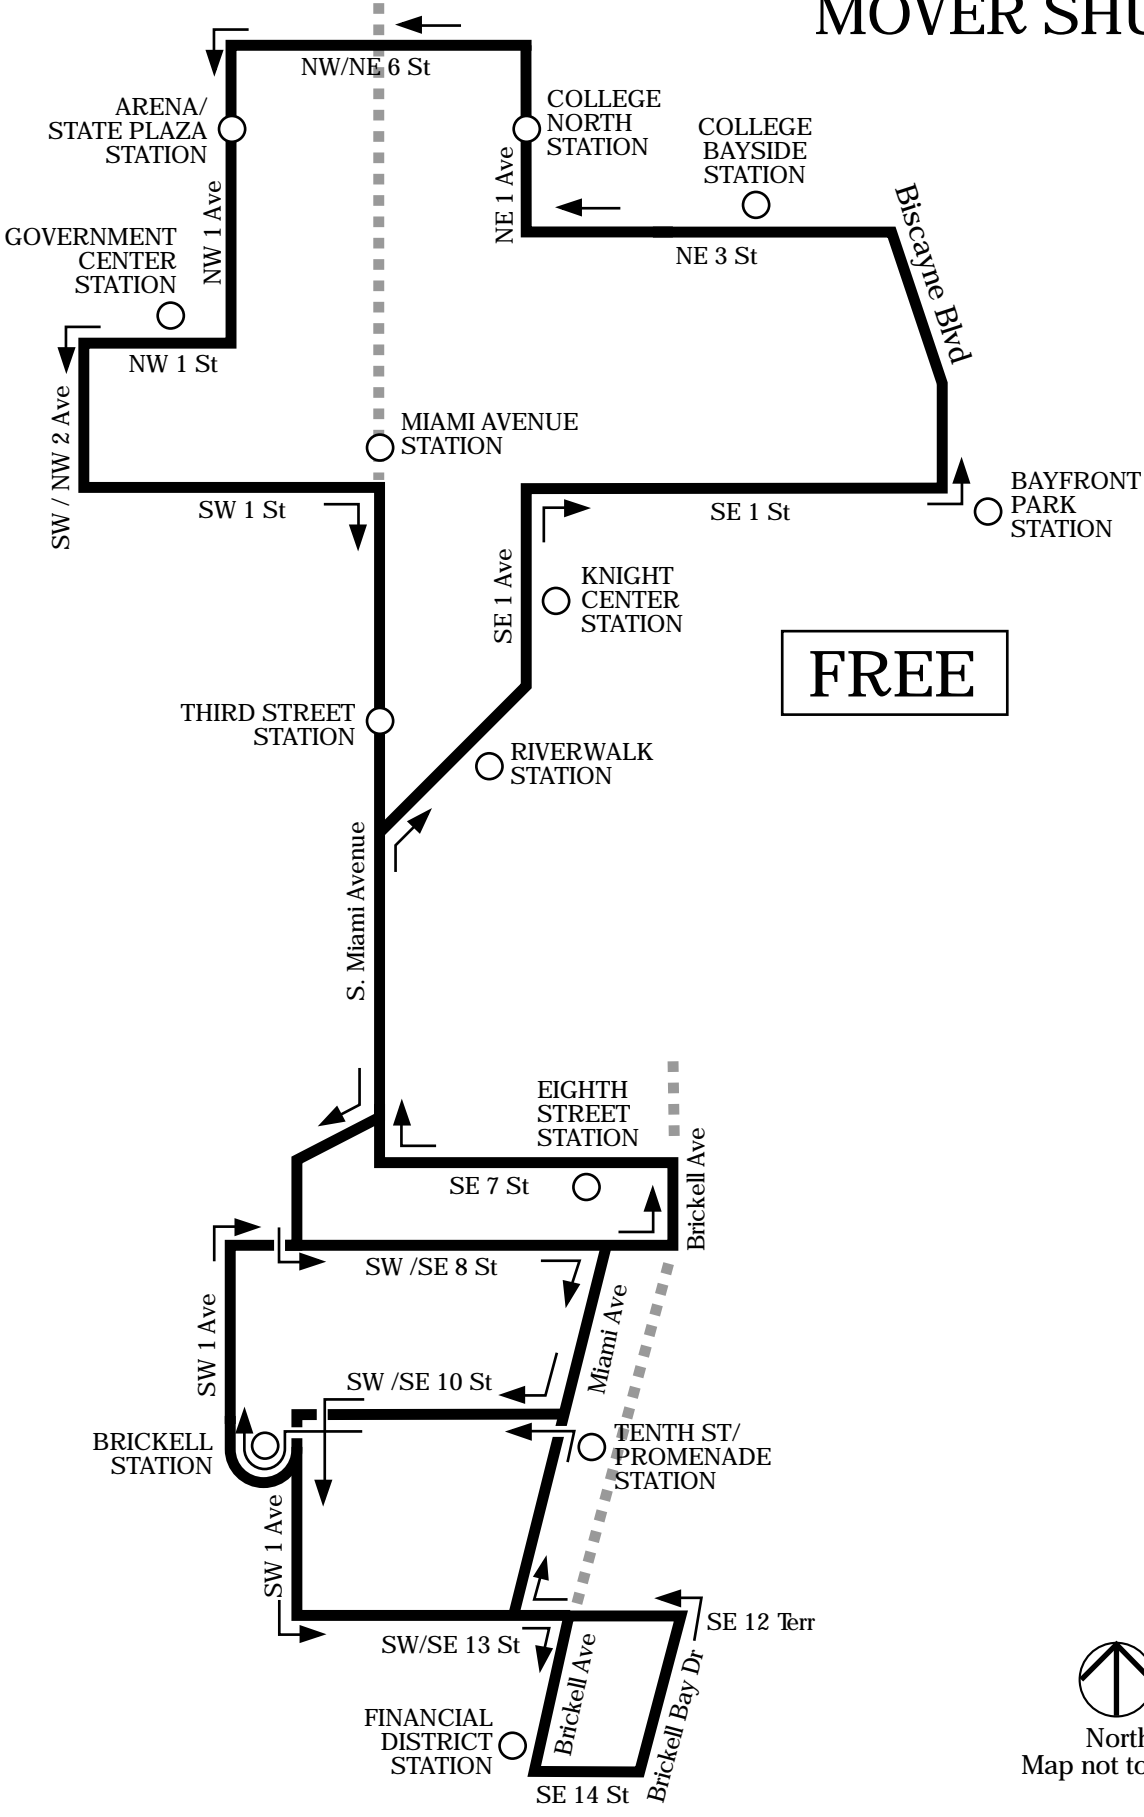 MOVER SHU
NW/NE 6 St
ARENA/
STATE PLAZA
STATION
COLLEGE
NORTH
STATION
COLLEGE
BAYSIDE
STATION
NW 1 Ave
NE 1 Ave
Biscayne Blvd
GOVERNMENT
CENTER
STATION
NE 3 St
NW 1 St
SW / NW 2 Ave
MIAMI AVENUE
STATION
SW 1 St
SE 1 St
BAYFRONT
PARK
STATION
SE 1 Ave
KNIGHT
CENTER
STATION
FREE
THIRD STREET
STATION
RIVERWALK
STATION
S. Miami Avenue
EIGHTH
STREET
STATION
SE 7 St
Brickell Ave
SW /SE 8 St
SW 1 Ave
Miami Ave
SW /SE 10 St
BRICKELL
STATION
TENTH ST/
PROMENADE
STATION
SW 1 Ave
SE 12 Terr
SW/SE 13 St
Brickell Ave
Brickell Bay Dr
FINANCIAL
DISTRICT
STATION
SE 14 St
North
Map not to